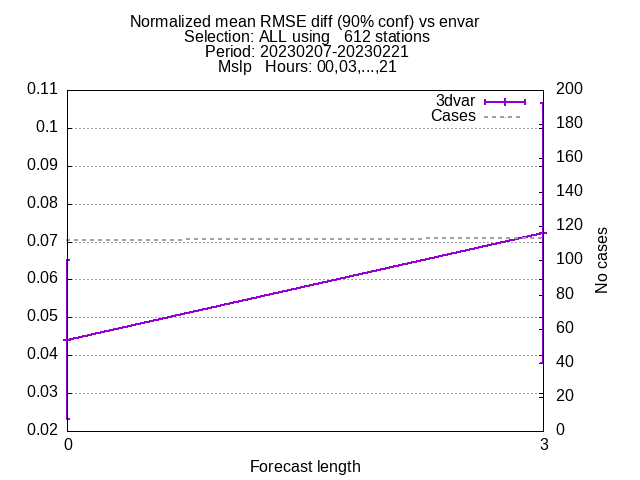 Normalized mean RMSE diff (90% conf) vs envar
Selection: ALL using   612 stations
Period: 20230207-20230221
Mslp   Hours: 00,03,...,21
3dvar
Cases
0.11
0.1
0.09
0.08
0.07
0.06
0.05
0.04
0.03
0.02
200
180
160
140
120
100
80
60
40
20
0
No cases
0
3
Forecast length